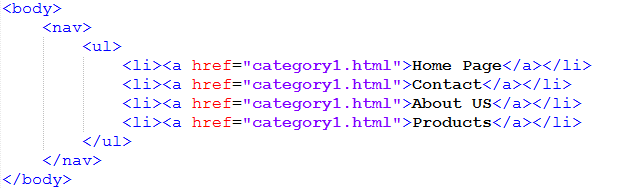 <body>
<nav>
<ul>
<li><a href="category1.html">Home Page</a></li>
<li><a href="category1.html">Contact</a></li>
<li><a href="category1.html">About US</a></li>
<li><a href="category1.html">Products</a></li>
</ul>
</nav>
</body>